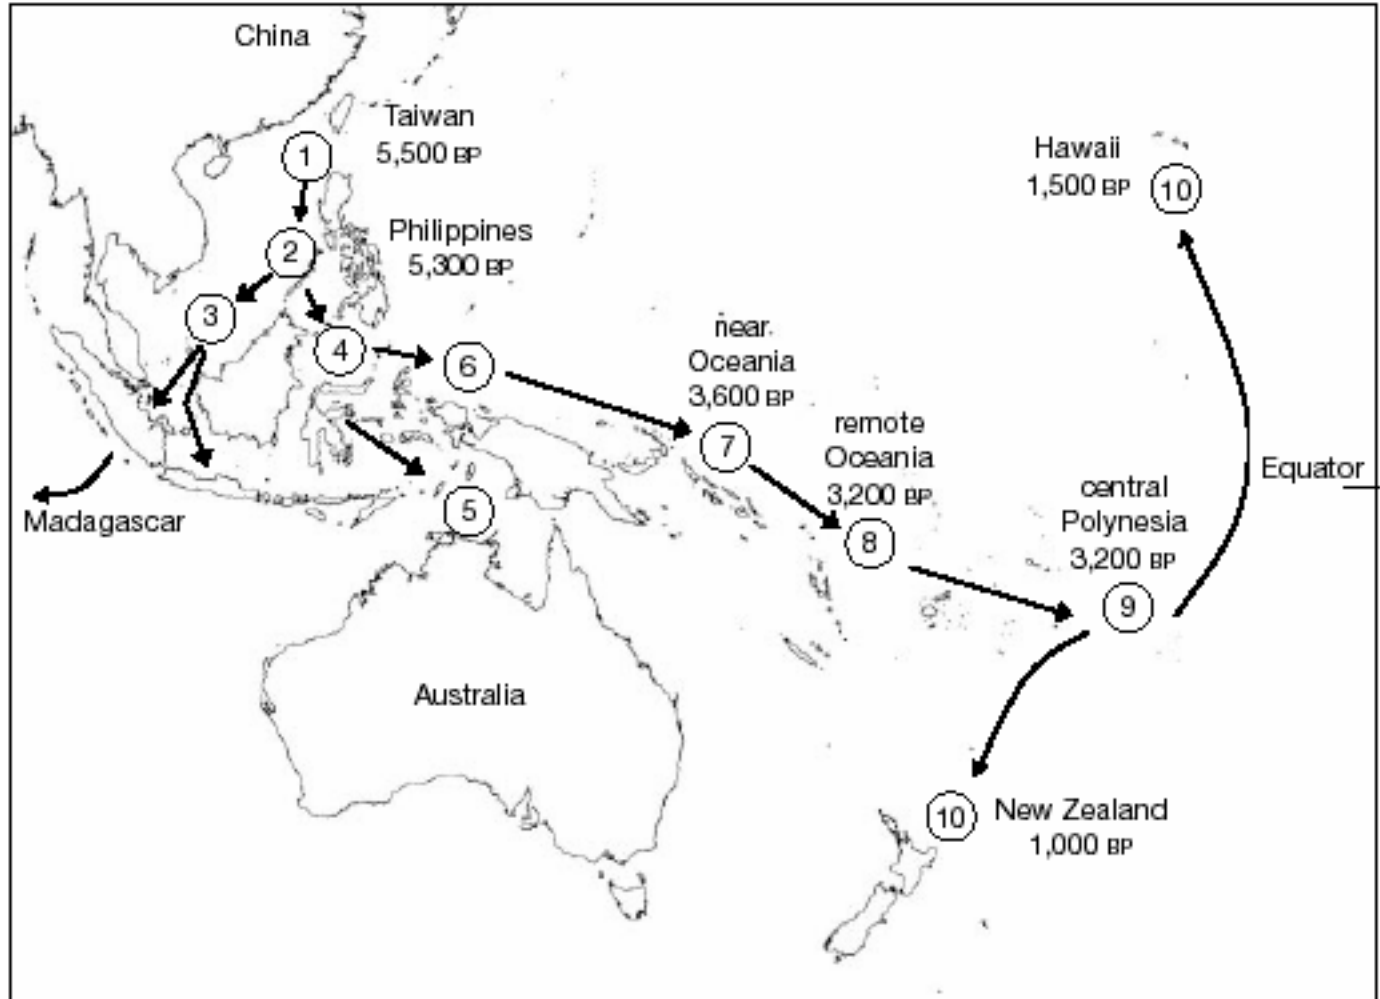 China
Taiwan
5,500 BP
1
Hawaii
1,500 BP
10
Philippines
5,300 BP
2
3
4
6
near
Oceania
3,600 BP
7
remote
Oceania
3,200 BP
8
Equator
central
Polynesia
3,200 BP
9
Madagascar
5
Australia
10
New Zealand
1,000 BP